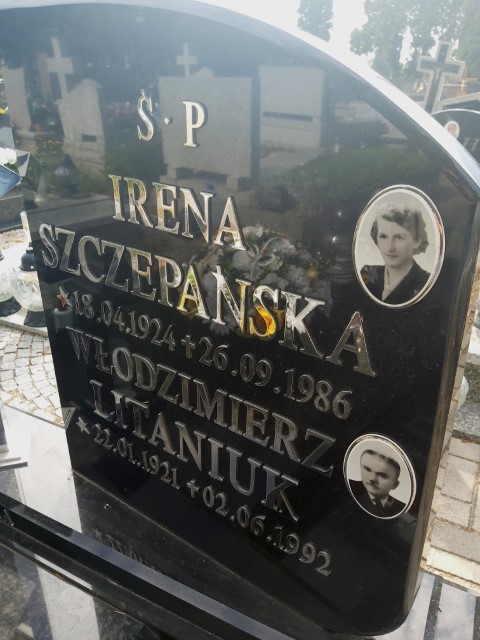 Ś·P
IRENA
SZCZEPAŃSKA
★18.04.1924 +26.09.1986
WŁODZIMIERZ
LITANIUK
★22.01.1921 +02.06.1992